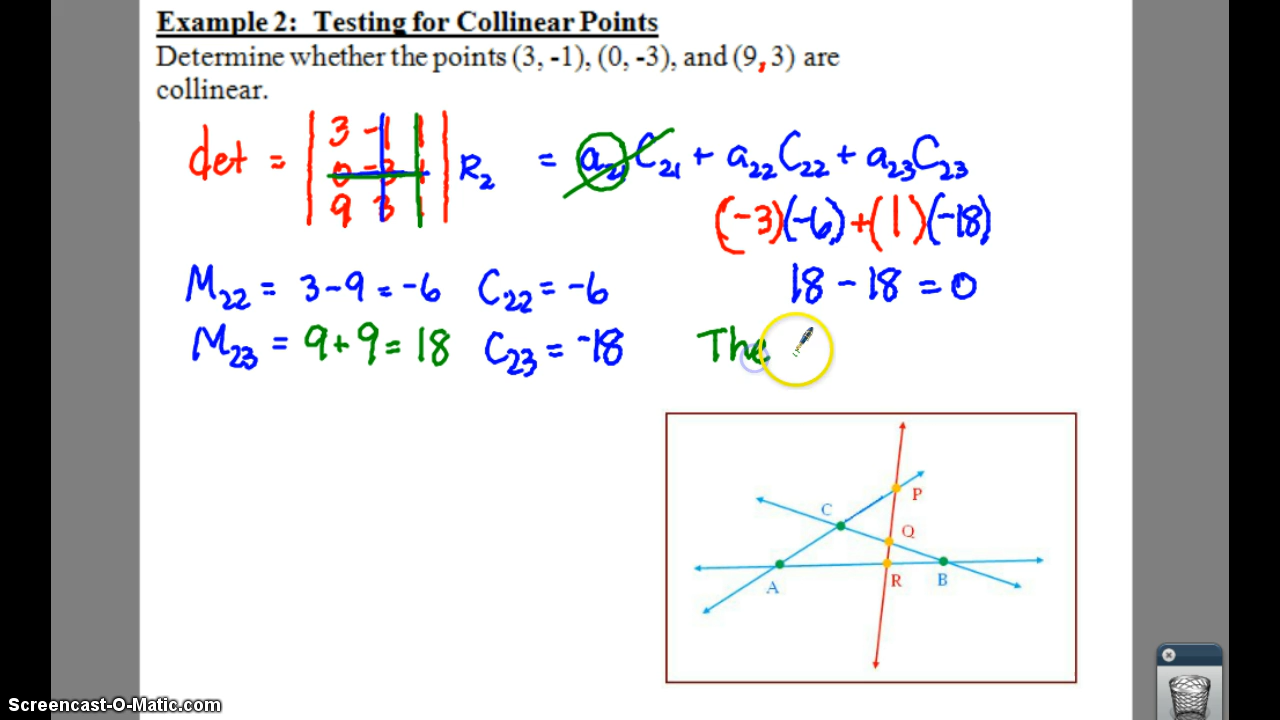 Example 2: Testing for Collinear Points
Determine whether the points (3, -1), (0, -3), and (9, 3) are
collinear.
det = | 3 -1 1 |
| 0 -3 1 | R₂ = a₂₁C₂₁ + a₂₂C₂₂ + a₂₃C₂₃
| 9 3 1 |
(-3)(-6) + (1)(-18)
M₂₂ = 3 - 9 = -6 C₂₂ = -6 18 - 18 = 0
M₂₃ = 9 + 9 = 18 C₂₃ = -18 The
P
C
Q
A R B
Screencast-O-Matic.com